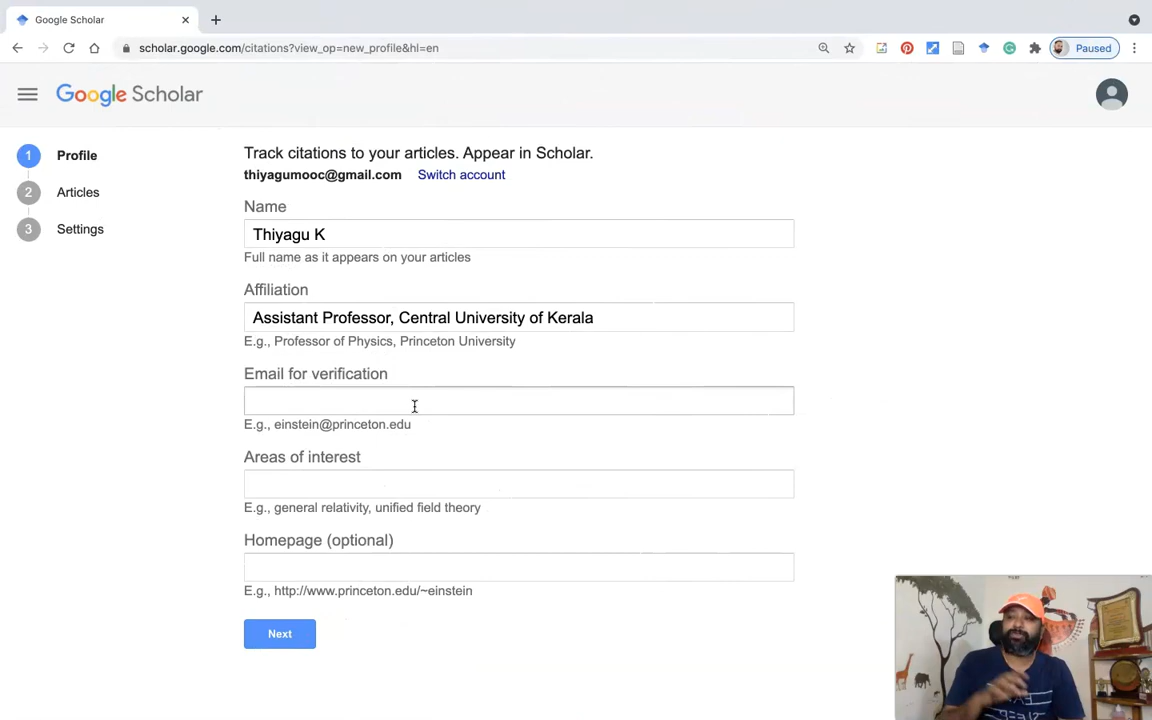 Google Scholar
scholar.google.com/citations?view_op=new_profile&hl=en
Paused
Google Scholar
1 Profile
2 Articles
3 Settings
Track citations to your articles. Appear in Scholar.
thiyagumooc@gmail.com Switch account
Name
Thiyagu K
Full name as it appears on your articles
Affiliation
Assistant Professor, Central University of Kerala
E.g., Professor of Physics, Princeton University
Email for verification
E.g., einstein@princeton.edu
Areas of interest
E.g., general relativity, unified field theory
Homepage (optional)
E.g., http://www.princeton.edu/~einstein
Next